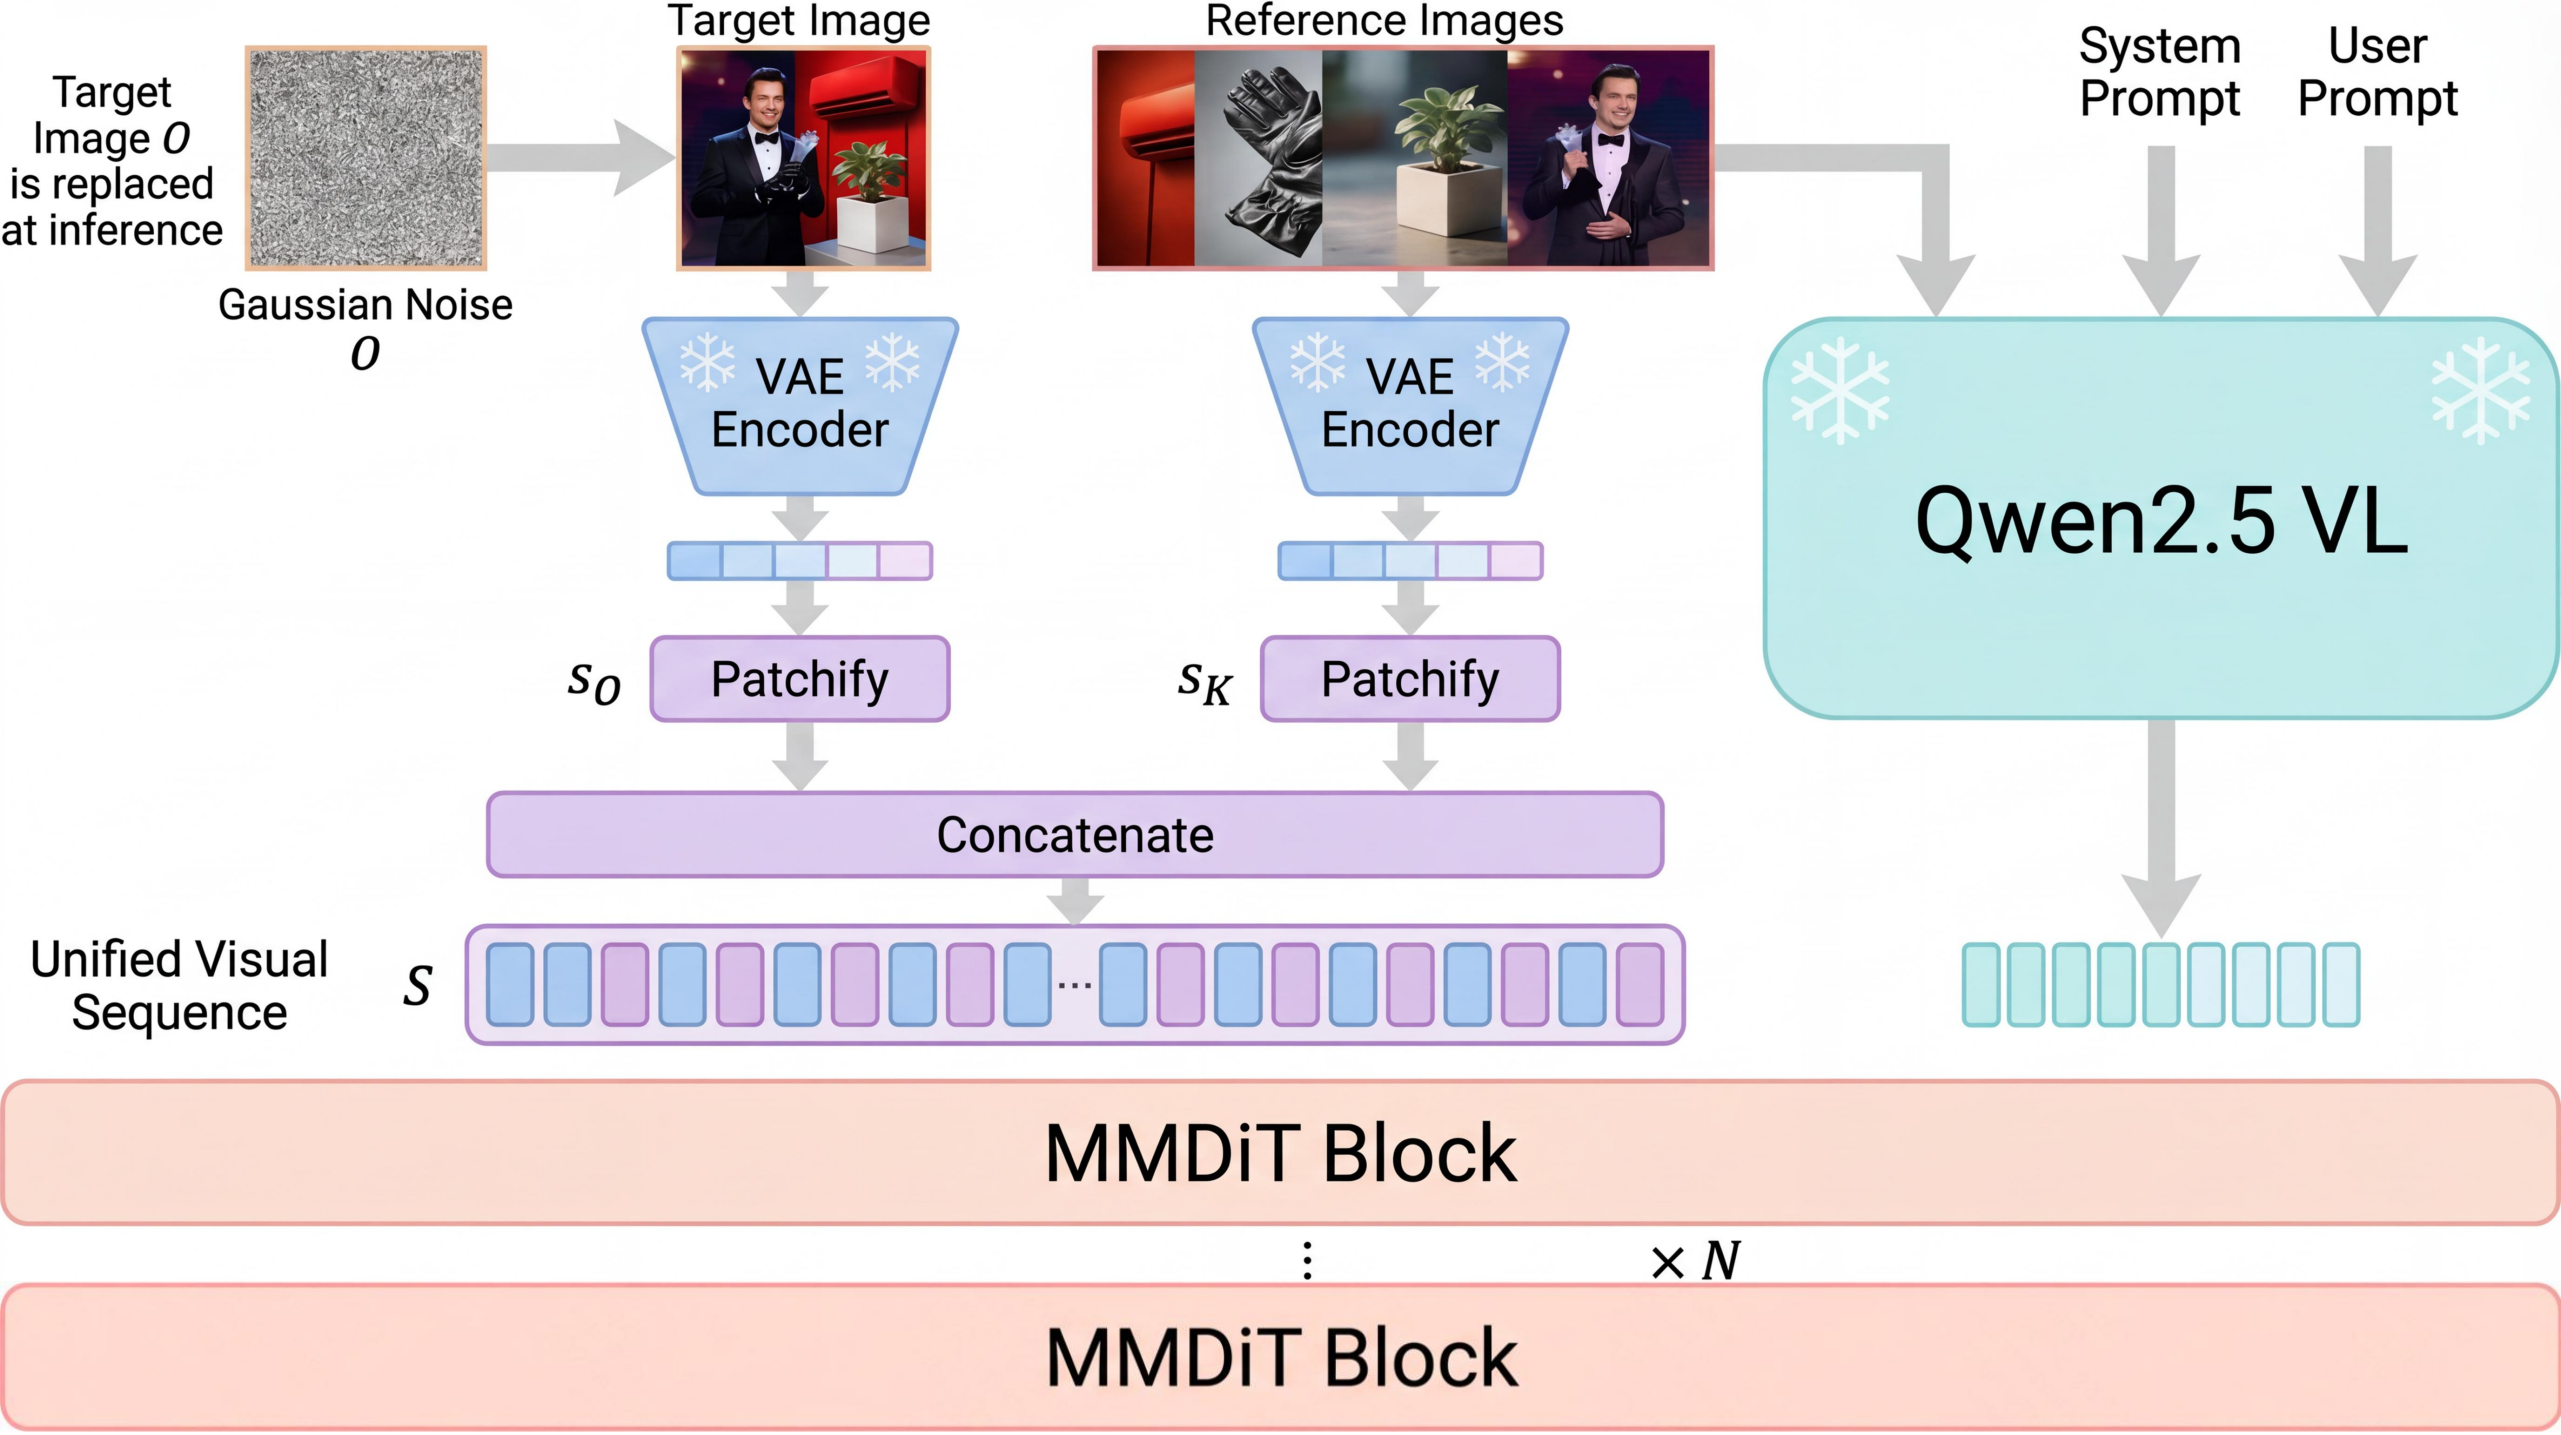 Target Image
Reference Images
System
Prompt
User
Prompt
Target
Image O
is replaced
at inference
Gaussian Noise
O
VAE
Encoder
VAE
Encoder
Qwen2.5 VL
s_O
Patchify
s_K
Patchify
Concatenate
Unified Visual
Sequence
S
...
MMDiT Block
⋮
× N
MMDiT Block